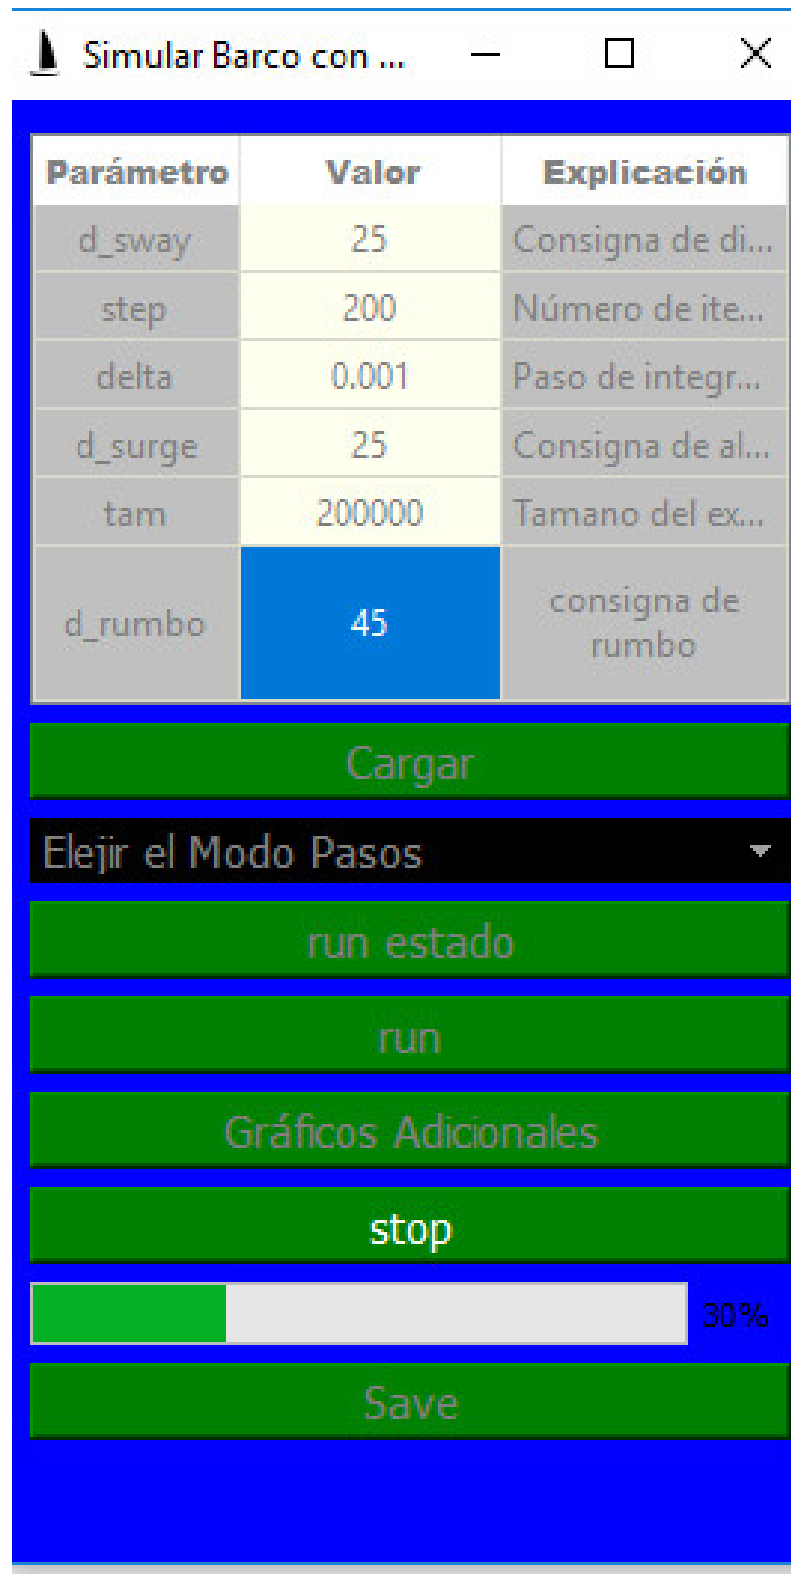 Simular Barco con ...
Parámetro Valor Explicación
d_sway 25 Consigna de di...
step 200 Número de ite...
delta 0.001 Paso de integr...
d_surge 25 Consigna de al...
tam 200000 Tamano del ex...
d_rumbo 45 consigna de
rumbo
Cargar
Elejir el Modo Pasos
run estado
run
Gráficos Adicionales
stop
30%
Save